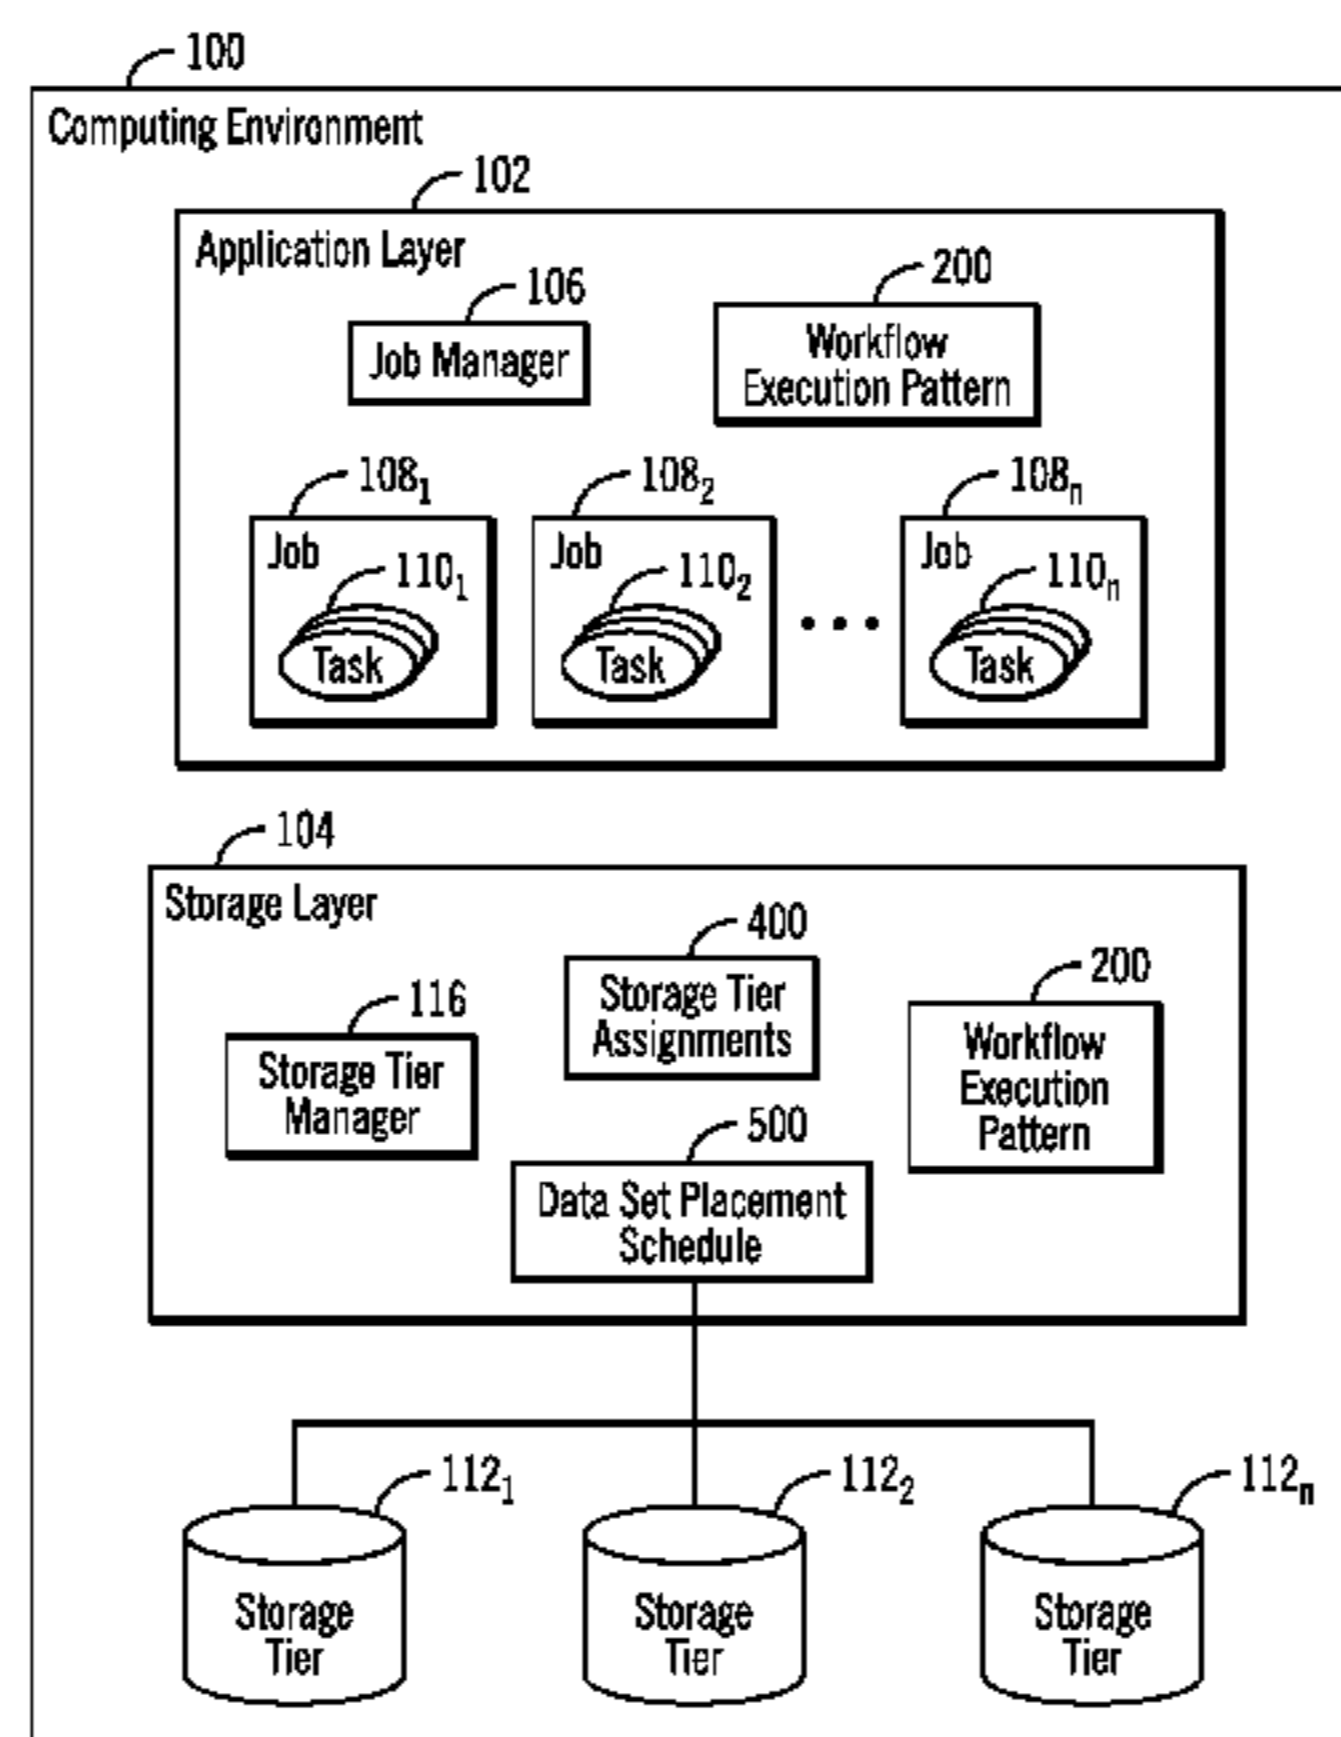 100
Computing Environment
102
Application Layer
106
200
Job Manager
Workflow
Execution Pattern
108₁
108₂
108ₙ
Job
Job
Job
110₁
110₂
110ₙ
Task
Task
Task
104
Storage Layer
400
200
116
Storage Tier
Assignments
Workflow
Execution
Pattern
Storage Tier
Manager
500
Data Set Placement
Schedule
112₁
112₂
112ₙ
Storage
Tier
Storage
Tier
Storage
Tier